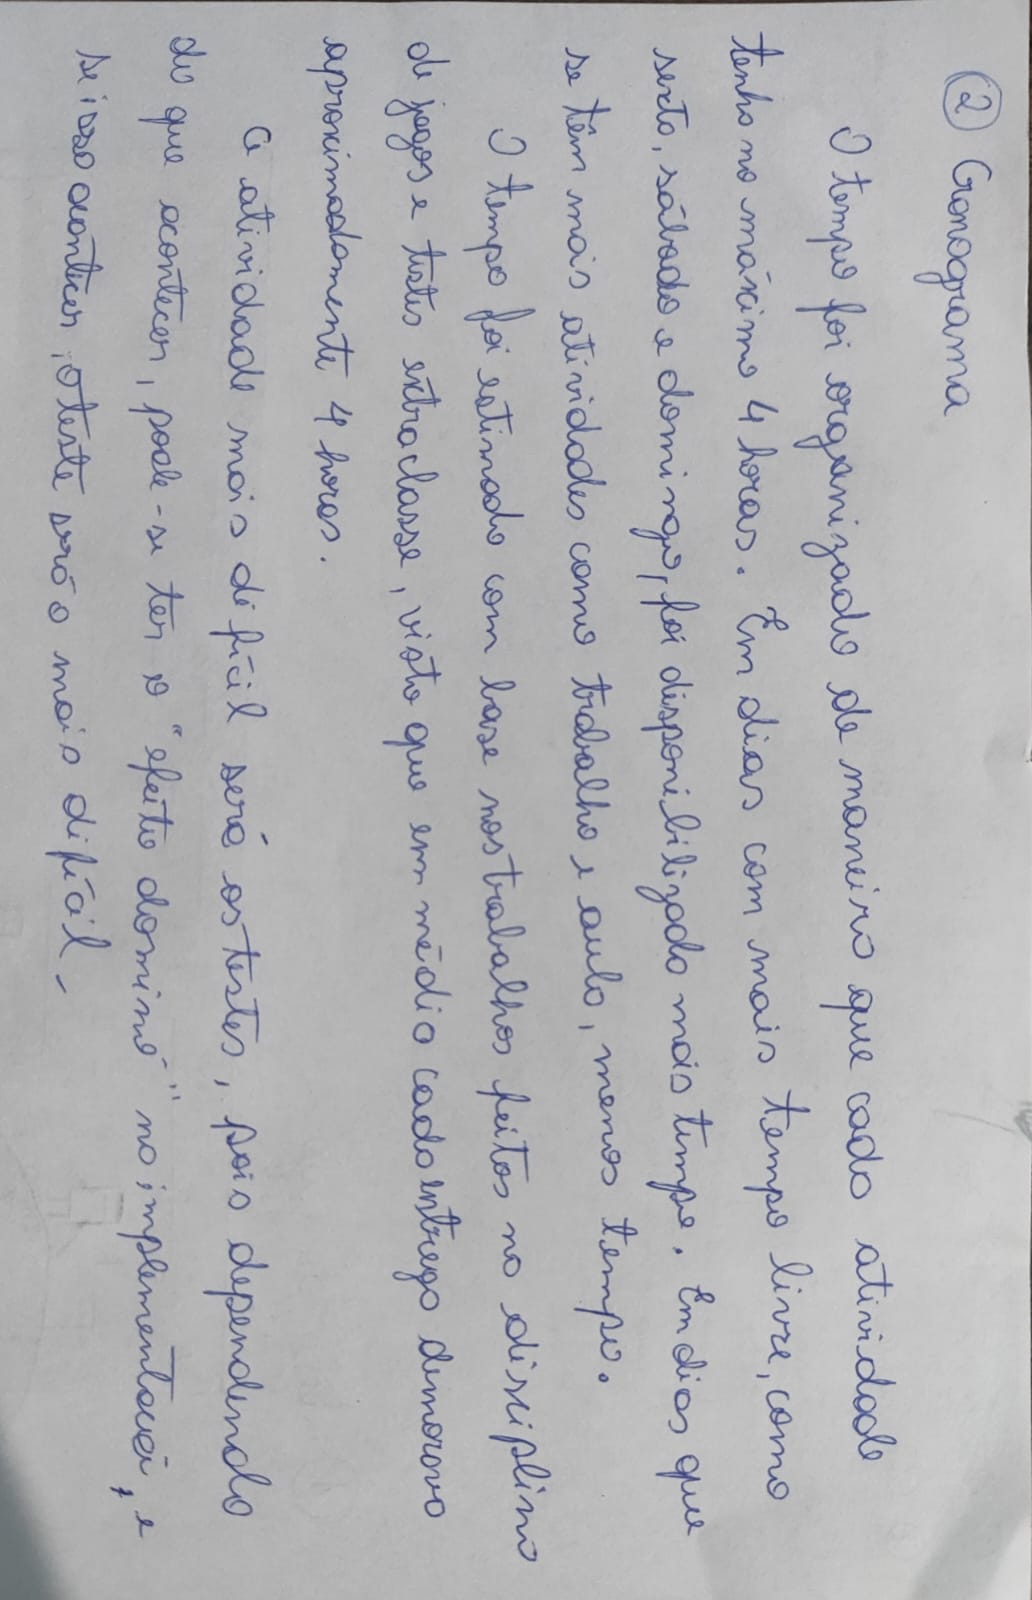 ② Cronograma
O tempo foi organizado de maneira que cada atividade
tenha no máximo 4 horas. Em dias com mais tempo livre, como
sexta, sábado e domingo, foi disponibilizado mais tempo. Em dias que
se têm mais atividades como trabalho e aula, menos tempo.
O tempo foi estimado com base nos trabalhos feitos na disciplina
de jogos e testes extraclasse, visto que em média cada entrega demorava
aproximadamente 4 horas.
A atividade mais difícil será os testes, pois dependendo
do que acontecer, pode-se ter o "efeito dominó" na implementação, e
se isso acontecer, o teste será o mais difícil.